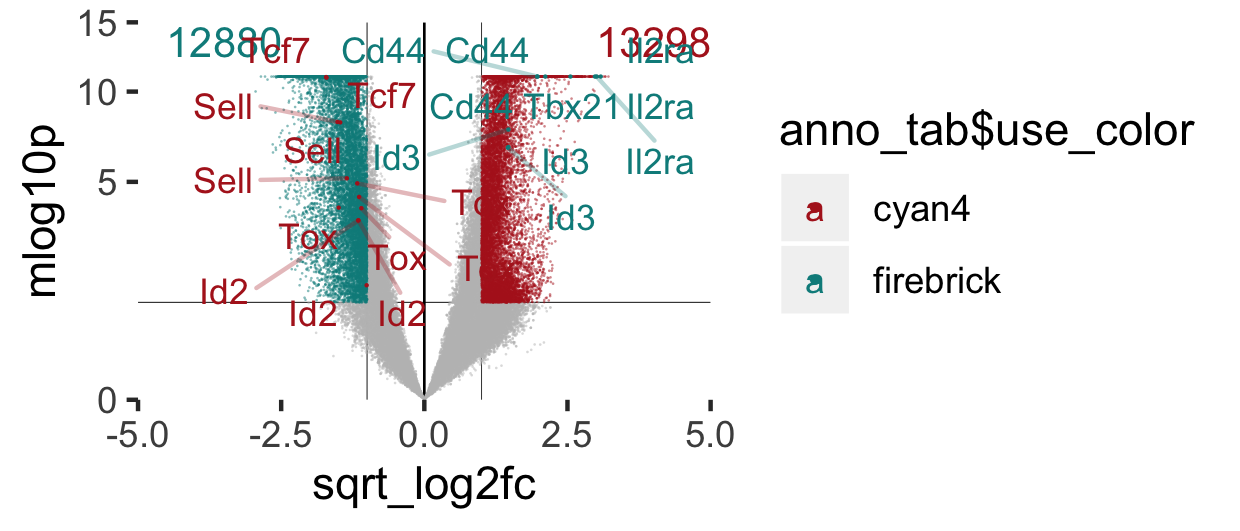 15
10
5
0
mlog10p
12880
13298
Tcf7
Cd44
Cd44
Il2ra
Tcf7
Sell
Cd44
Tbx21
Il2ra
Sell
Id3
Id3
Il2ra
Sell
Id3
Tox
Tox
Id2
Id2
Id2
-5.0
-2.5
0.0
2.5
5.0
sqrt_log2fc
anno_tab$use_color
a cyan4
a firebrick